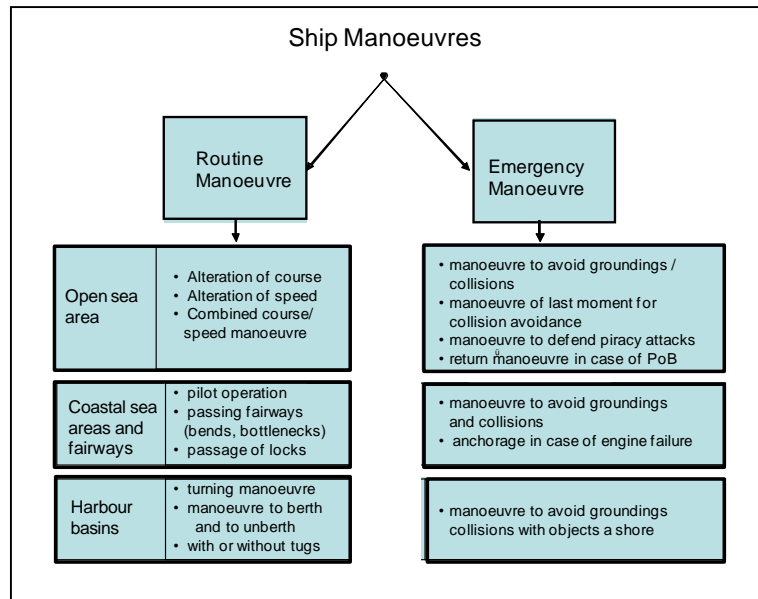 Ship Manoeuvres
Routine
Manoeuvre
Emergency
Manoeuvre
Open sea
area
• Alteration of course
• Alteration of speed
• Combined course/
speed manoeuvre
• manoeuvre to avoid groundings /
collisions
• manoeuvre of last moment for
collision avoidance
• manoeuvre to defend piracy attacks
• return manoeuvre in case of PoB
Coastal sea
areas and
fairways
• pilot operation
• passing fairways
(bends, bottlenecks)
• passage of locks
• manoeuvre to avoid groundings
and collisions
• anchorage in case of engine failure
Harbour
basins
• turning manoeuvre
• manoeuvre to berth
and to unberth
• with or without tugs
• manoeuvre to avoid groundings
collisions with objects a shore